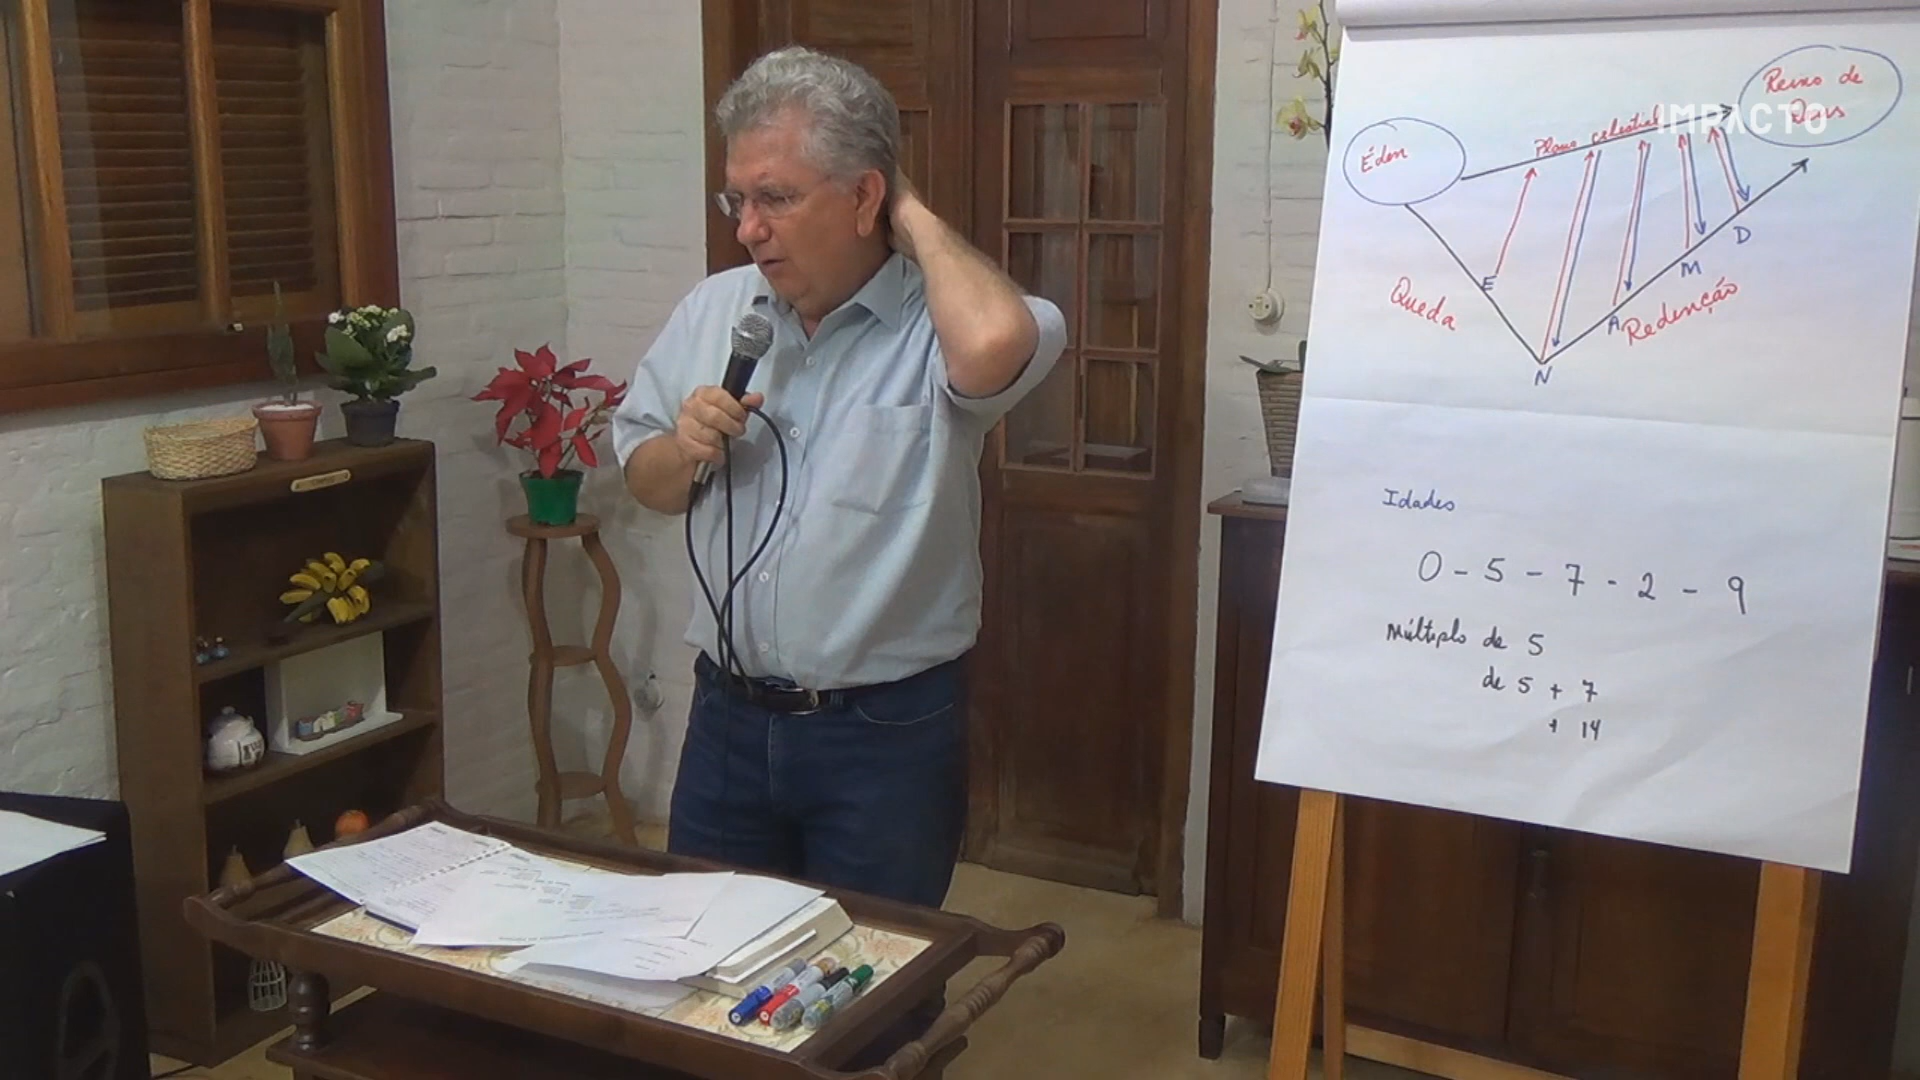 Reino de
Deus
IMPACTO
Plano celestial
Éden
D
E
M
Queda
Redenção
A
N
Idades
0 - 5 - 7 - 2 - 9
Múltiplo de 5
de 5 + 7
+ 14